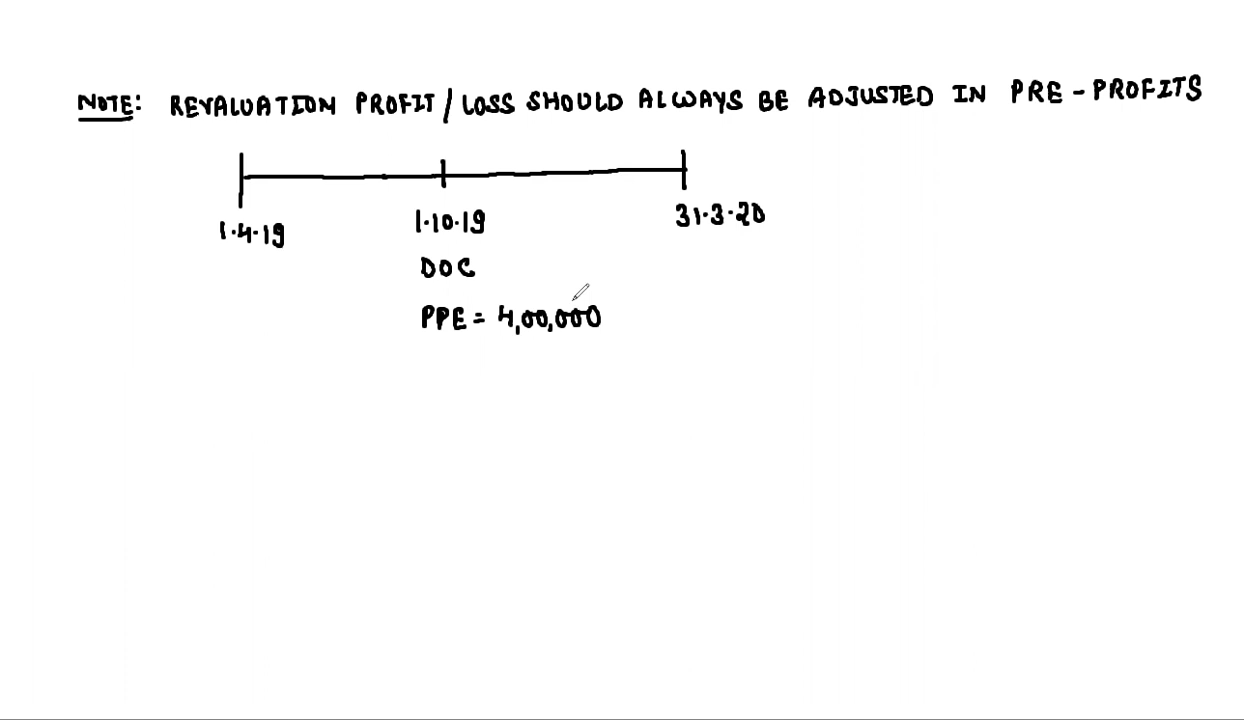 NOTE: REVALUATION PROFIT / LOSS SHOULD ALWAYS BE ADJUSTED IN PRE-PROFITS
1.4.19 1.10.19 31.3.20
DOC
PPE = 4,00,000